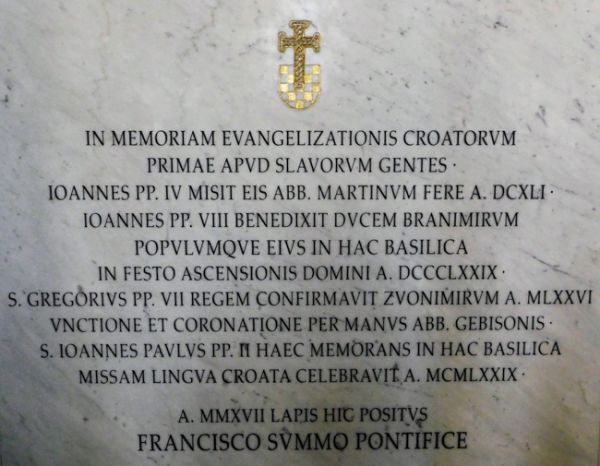 IN MEMORIAM EVANGELIZATIONIS CROATORVM
PRIMAE APVD SLAVORVM GENTES ·
IOANNES PP. IV MISIT EIS ABB. MARTINVM FERE A. DCXLI ·
IOANNES PP. VIII BENEDIXIT DVCEM BRANIMIRVM
POPVLVMQVE EIVS IN HAC BASILICA
IN FESTO ASCENSIONIS DOMINI A. DCCCLXXIX ·
S. GREGORIVS PP. VII REGEM CONFIRMAVIT ZVONIMIRVM A. MLXXVI
VNCTIONE ET CORONATIONE PER MANVS ABB. GEBISONIS ·
S. IOANNES PAVLVS PP. II HAEC MEMORANS IN HAC BASILICA
MISSAM LINGVA CROATA CELEBRAVIT A. MCMLXXIX ·
A. MMXVII LAPIS HIC POSITVS
FRANCISCO SVMMO PONTIFICE